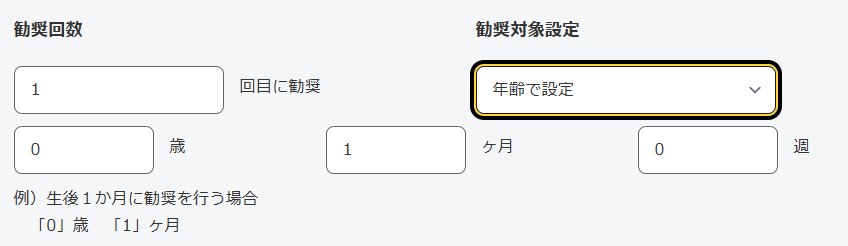 勧奨回数 勧奨対象設定
1 回目に勧奨 年齢で設定
0 歳 1 ケ月 0 週
例）生後１か月に勧奨を行う場合
「0」歳 「1」ケ月